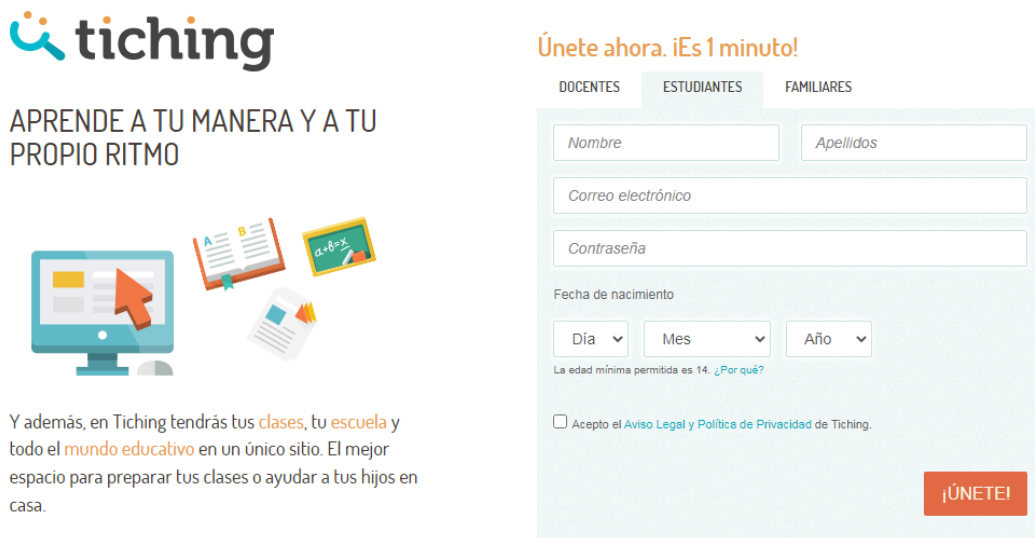 tiching
APRENDE A TU MANERA Y A TU
PROPIO RITMO
A
B
a+b=x
Y además, en Tiching tendrás tus clases, tu escuela y
todo el mundo educativo en un único sitio. El mejor
espacio para preparar tus clases o ayudar a tus hijos en
casa.
Únete ahora. ¡Es 1 minuto!
DOCENTES
ESTUDIANTES
FAMILIARES
Nombre
Apellidos
Correo electrónico
Contraseña
Fecha de nacimiento
Día
Mes
Año
La edad mínima permitida es 14. ¿Por qué?
Acepto el Aviso Legal y Política de Privacidad de Tiching.
¡ÚNETE!